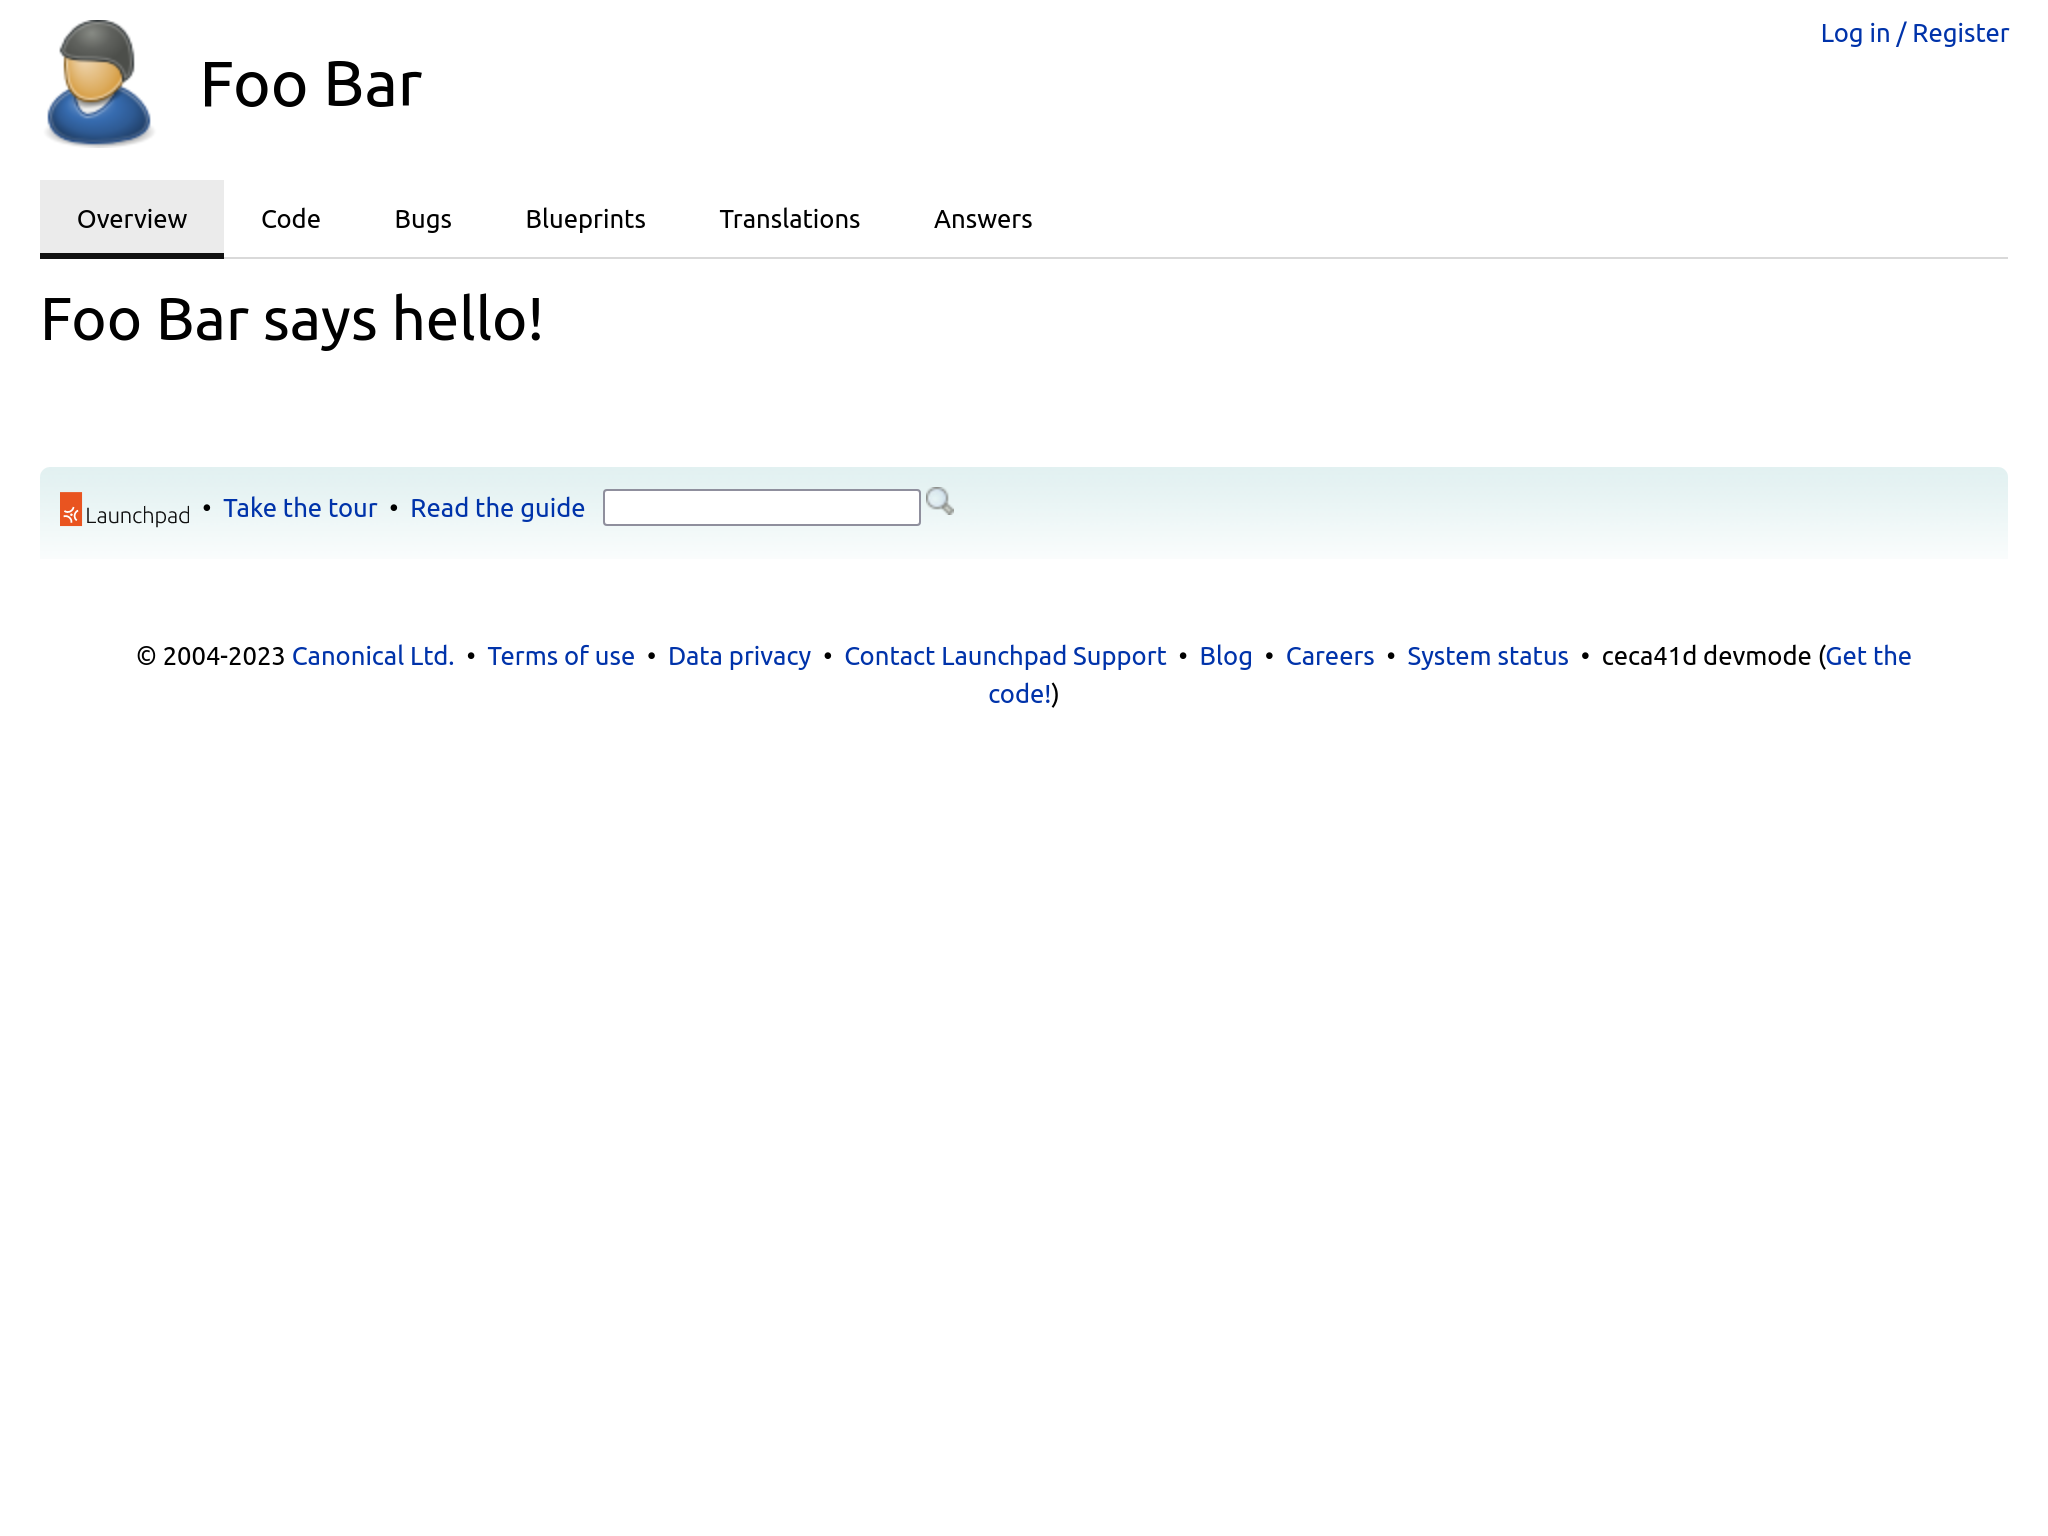 Log in / Register
Foo Bar
Overview Code Bugs Blueprints Translations Answers
Foo Bar says hello!
Launchpad • Take the tour • Read the guide
© 2004-2023 Canonical Ltd. • Terms of use • Data privacy • Contact Launchpad Support • Blog • Careers • System status • ceca41d devmode (Get the
code!)